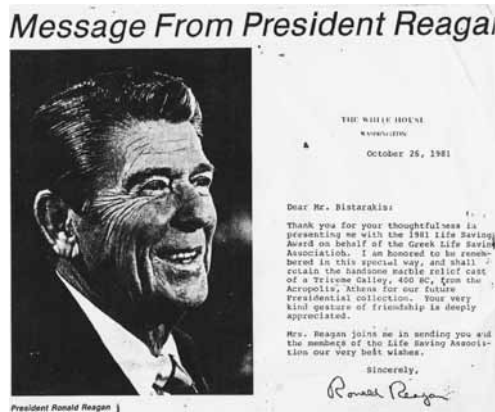 Message From President Reagan
THE WHITE HOUSE
WASHINGTON
October 26, 1981
Dear Mr. Bistarakis:
Thank you for your thoughtfulness in
presenting me with the 1981 Life Saving
Award on behalf of the Greek Life Saving
Association. I am honored to be remem-
bered in this special way, and shall
retain the handsome marble relief cast
of a Trireme Galley, 400 BC, from the
Acropolis, Athens for our future
Presidential collection. Your very
kind gesture of friendship is deeply
appreciated.
Mrs. Reagan joins me in sending you and
the members of the Life Saving Associ-
tion our very best wishes.
Sincerely,
Ronald Reagan
President Ronald Reagan